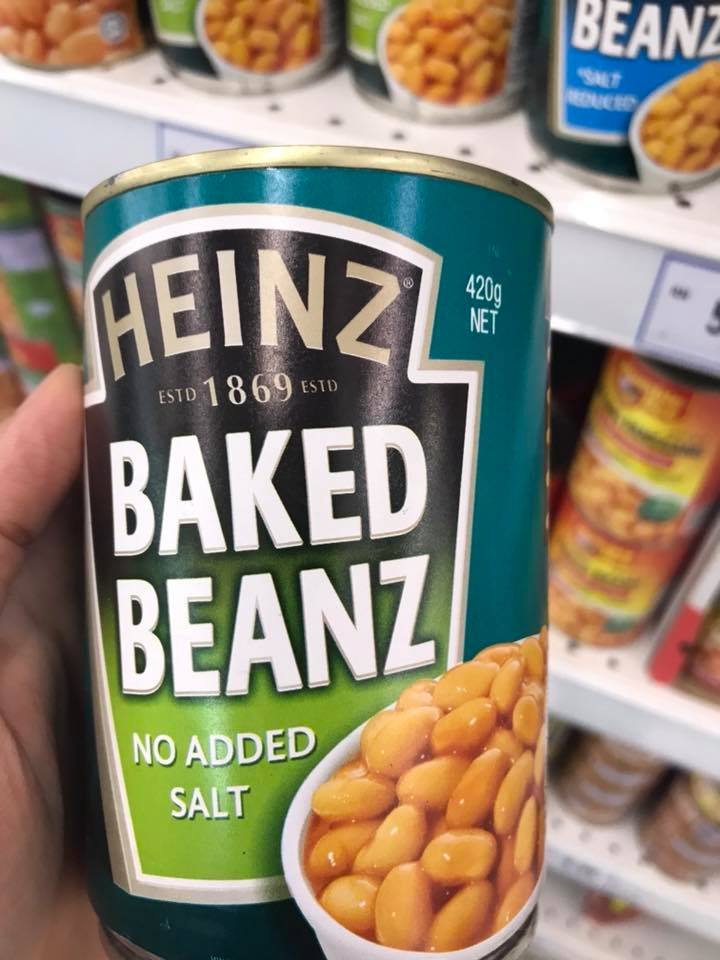 HEINZ®
ESTD 1869 ESTD
BAKED
BEANZ
NO ADDED
SALT
420g
NET
BEANZ
*SALT
REDUCED